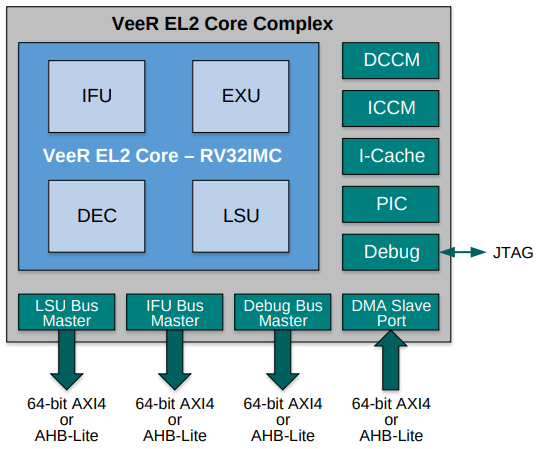 VeeR EL2 Core Complex
IFU
EXU
VeeR EL2 Core – RV32IMC
DEC
LSU
DCCM
ICCM
I-Cache
PIC
Debug
JTAG
LSU Bus
Master
IFU Bus
Master
Debug Bus
Master
DMA Slave
Port
64-bit AXI4
or
AHB-Lite
64-bit AXI4
or
AHB-Lite
64-bit AXI4
or
AHB-Lite
64-bit AXI4
or
AHB-Lite